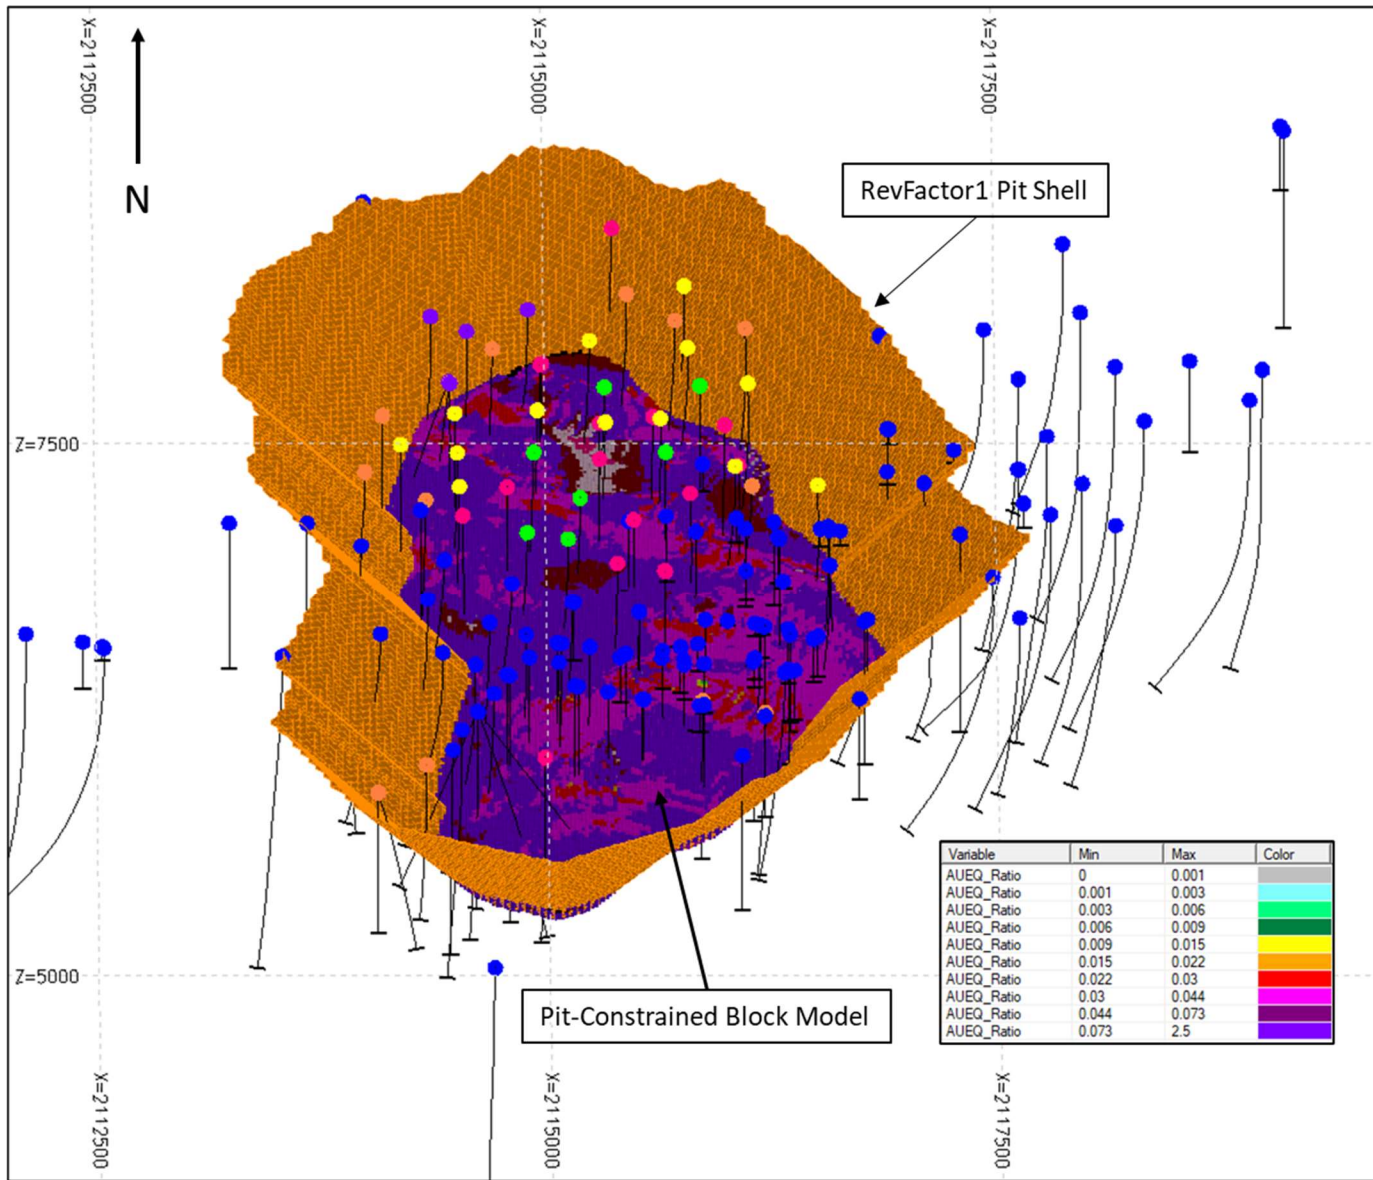 X=2112500
X=2115000
X=2117500
N
RevFactor1 Pit Shell
Z=7500
Variable Min Max Color
AUEQ_Ratio 0 0.001
AUEQ_Ratio 0.001 0.003
AUEQ_Ratio 0.003 0.006
AUEQ_Ratio 0.006 0.009
AUEQ_Ratio 0.009 0.015
AUEQ_Ratio 0.015 0.022
AUEQ_Ratio 0.022 0.03
AUEQ_Ratio 0.03 0.044
AUEQ_Ratio 0.044 0.073
AUEQ_Ratio 0.073 2.5
Z=5000
Pit-Constrained Block Model
X=2112500
X=2115000
X=2117500